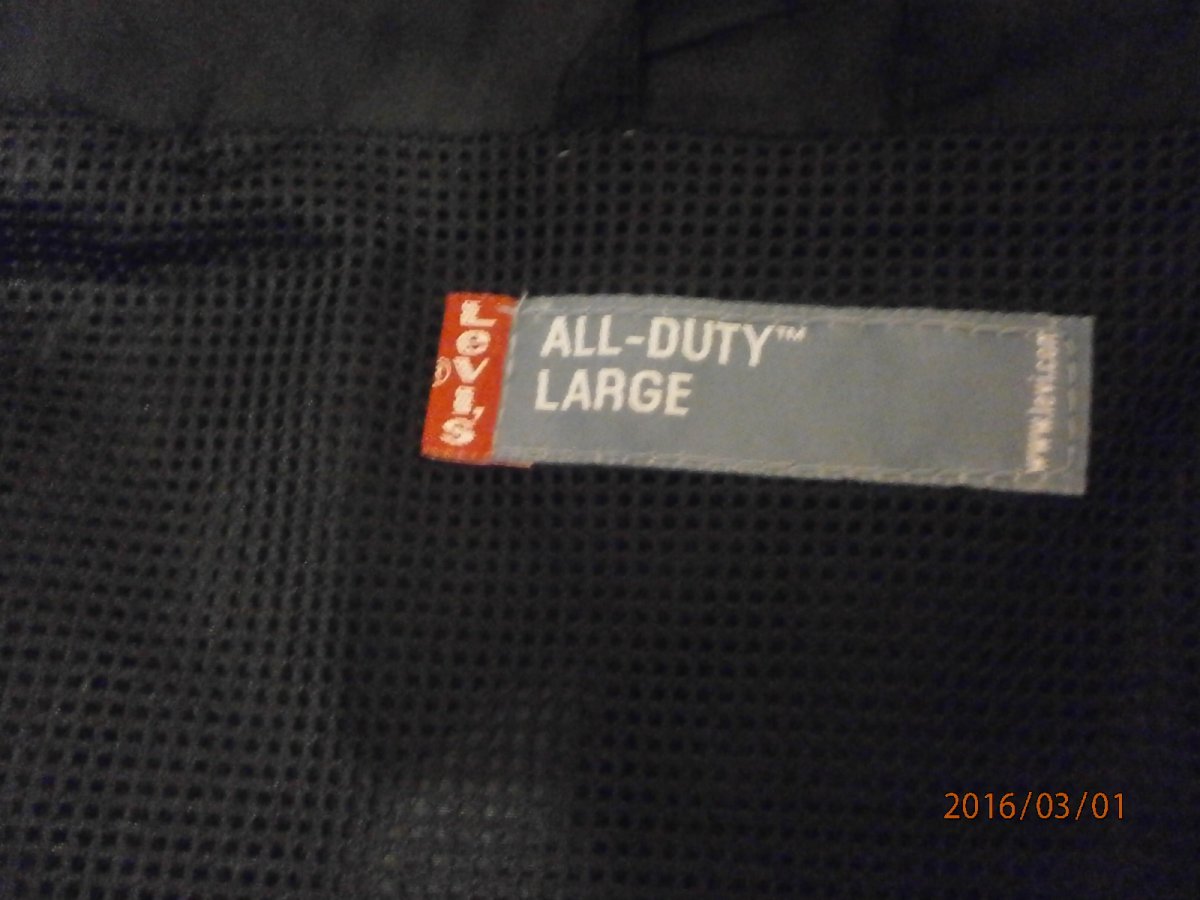 LEVI'S®
ALL-DUTY™
LARGE
www.levi.com
2016/03/01